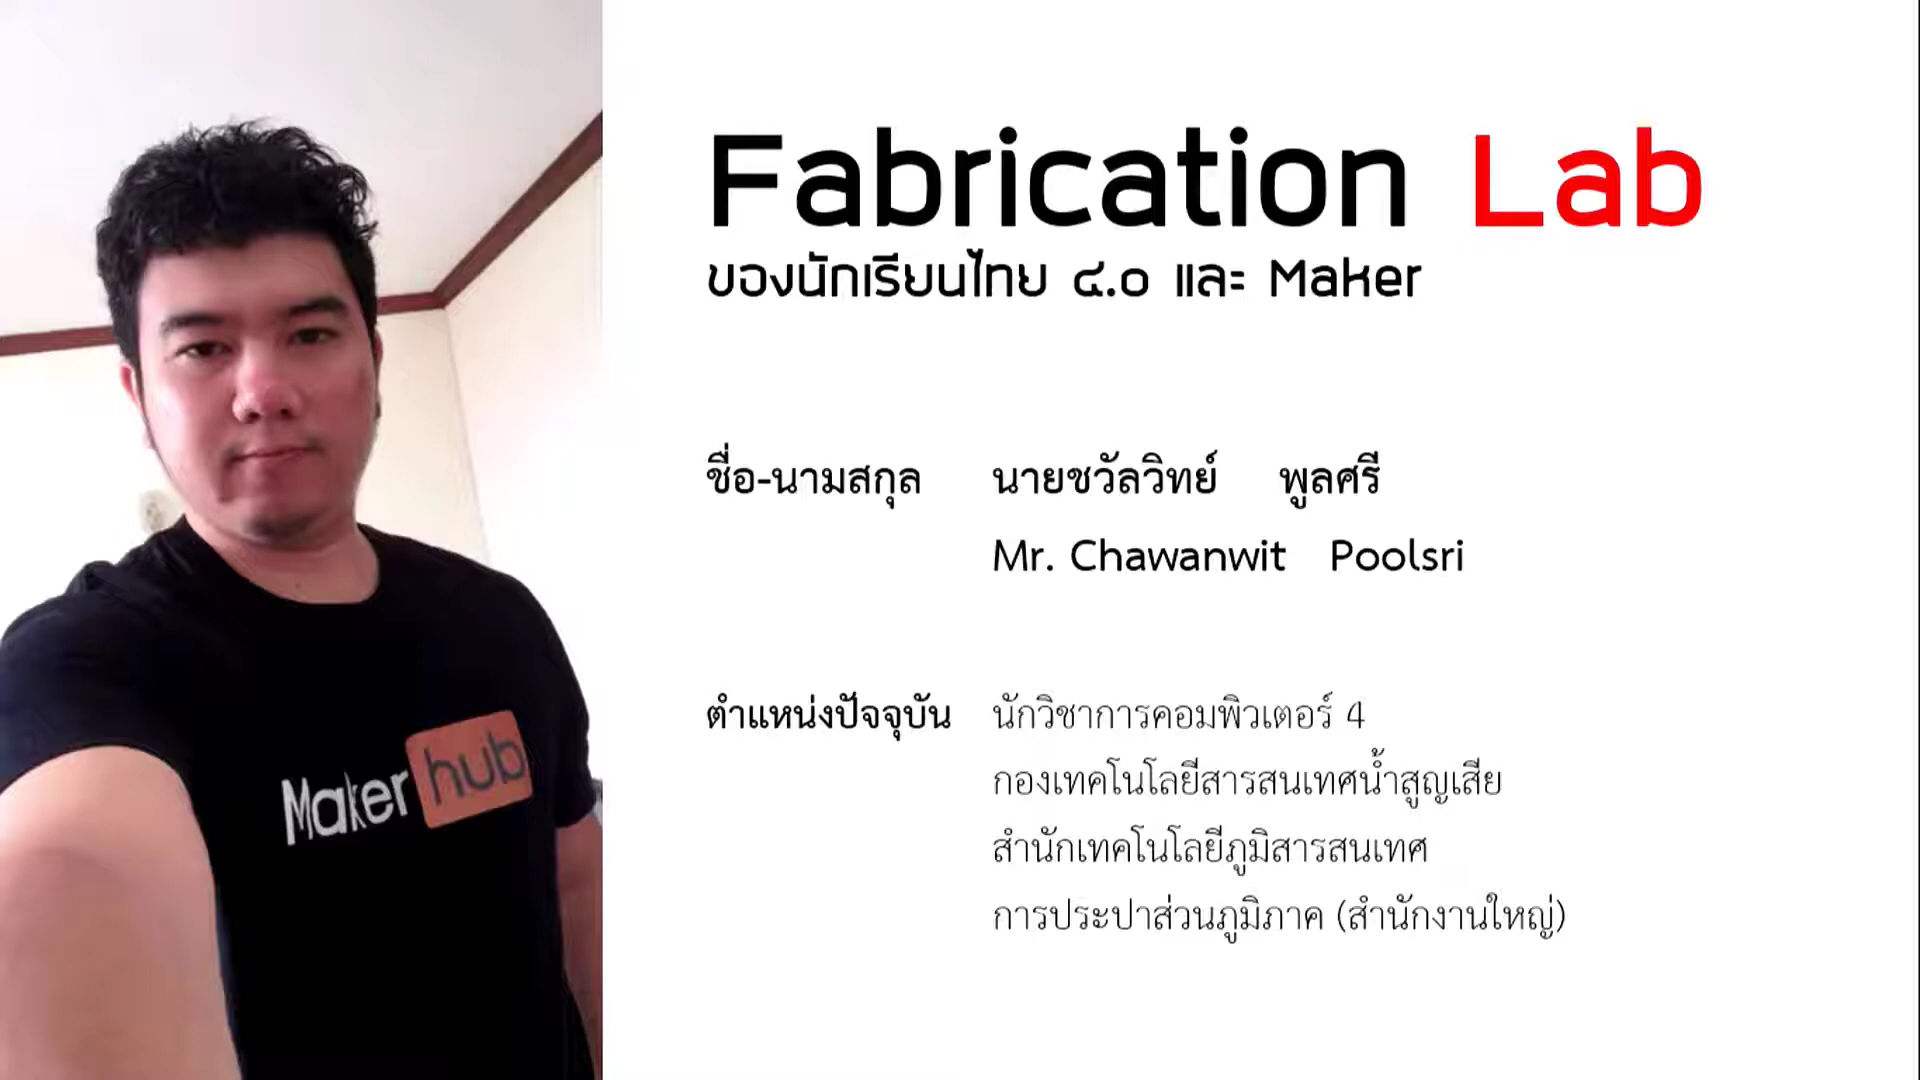 Fabrication Lab
ของนักเรียนไทย ๔.๐ และ Maker
ชื่อ-นามสกุล นายชวัลวิทย์ พูลศรี
Mr. Chawanwit Poolsri
ตำแหน่งปัจจุบัน นักวิชาการคอมพิวเตอร์ 4
กองเทคโนโลยีสารสนเทศน้ำสูญเสีย
สำนักเทคโนโลยีภูมิสารสนเทศ
การประปาส่วนภูมิภาค (สำนักงานใหญ่)
Maker hub